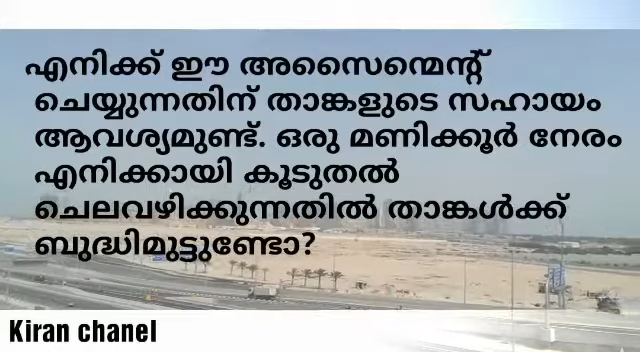 എനിക്ക് ഈ അസൈന്മെന്റ്
ചെയ്യുന്നതിന് താങ്കളുടെ സഹായം
ആവശ്യമുണ്ട്. ഒരു മണിക്കൂർ നേരം
എനിക്കായി കൂടുതൽ
ചെലവഴിക്കുന്നതിൽ താങ്കൾക്ക്
ബുദ്ധിമുട്ടുണ്ടോ?
Kiran chanel